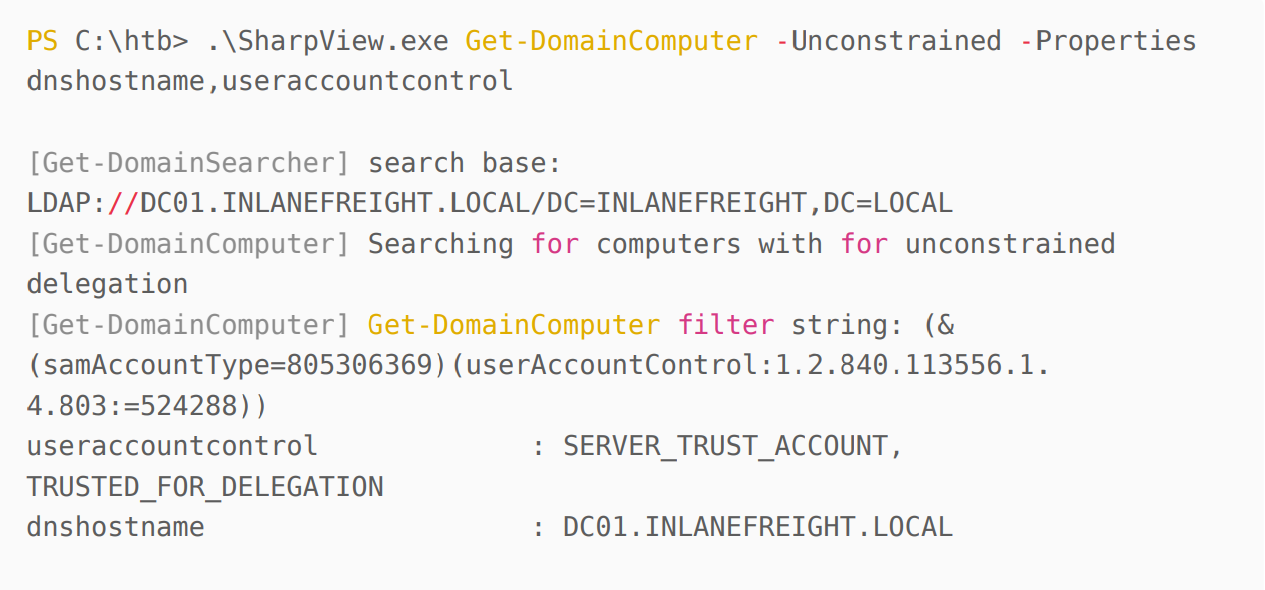 PS C:\htb> .\SharpView.exe Get-DomainComputer -Unconstrained -Properties
dnshostname,useraccountcontrol
[Get-DomainSearcher] search base:
LDAP://DC01.INLANEFREIGHT.LOCAL/DC=INLANEFREIGHT,DC=LOCAL
[Get-DomainComputer] Searching for computers with for unconstrained
delegation
[Get-DomainComputer] Get-DomainComputer filter string: (&
(samAccountType=805306369)(userAccountControl:1.2.840.113556.1.
4.803:=524288))
useraccountcontrol             : SERVER_TRUST_ACCOUNT,
TRUSTED_FOR_DELEGATION
dnshostname                    : DC01.INLANEFREIGHT.LOCAL